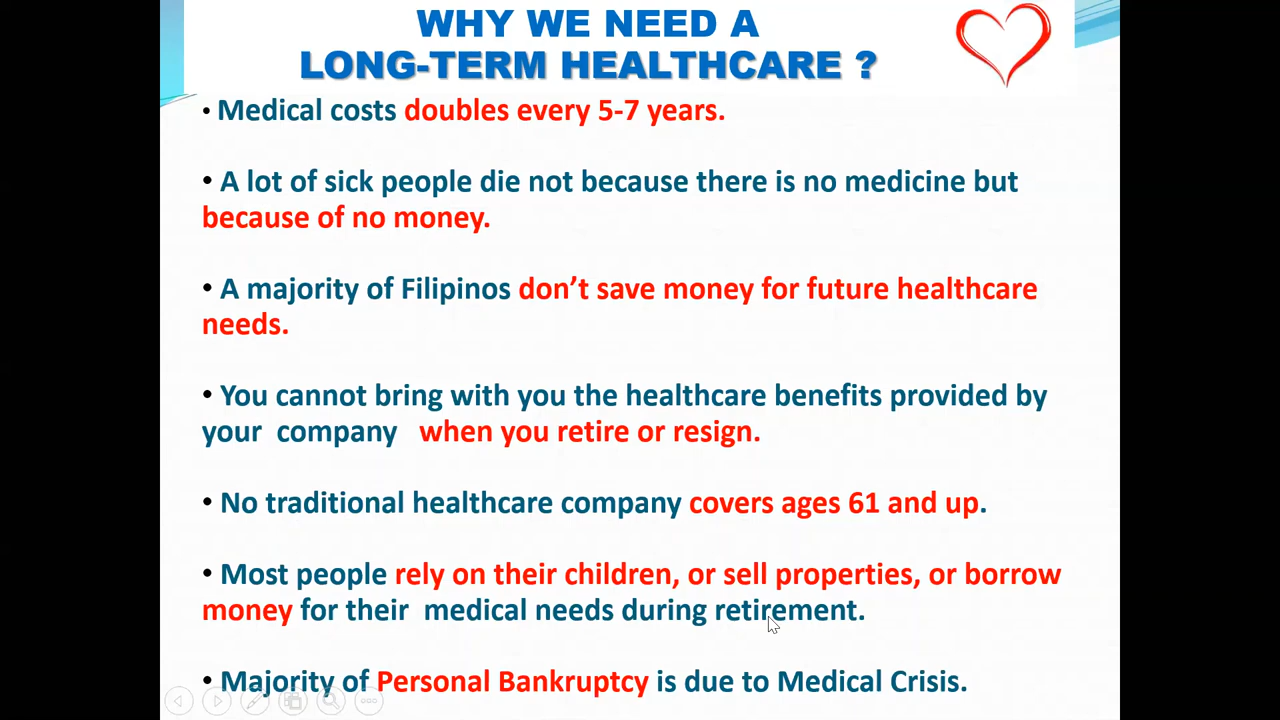 WHY WE NEED A
LONG-TERM HEALTHCARE ?
• Medical costs doubles every 5-7 years.
• A lot of sick people die not because there is no medicine but
because of no money.
• A majority of Filipinos don’t save money for future healthcare
needs.
• You cannot bring with you the healthcare benefits provided by
your company when you retire or resign.
• No traditional healthcare company covers ages 61 and up.
• Most people rely on their children, or sell properties, or borrow
money for their medical needs during retirement.
• Majority of Personal Bankruptcy is due to Medical Crisis.